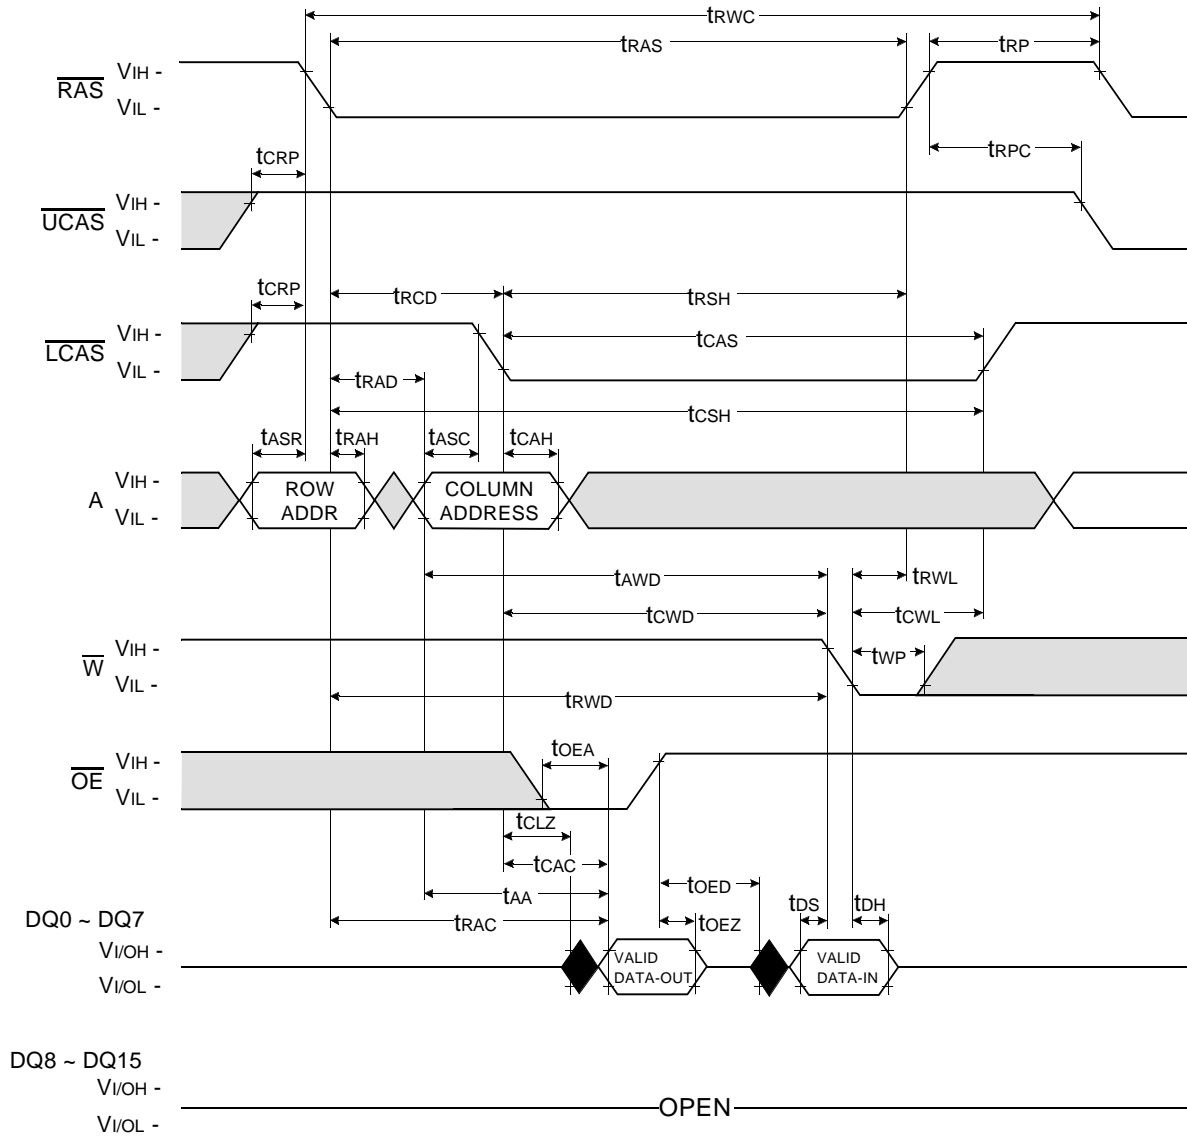 tRWC
tRAS
tRP
RAS
VIH -
VIL -
tCRP
tRPC
UCAS
VIH -
VIL -
tCRP
tRCD
tRSH
LCAS
VIH -
VIL -
tCAS
tRAD
tCSH
tASR
tRAH
tASC
tCAH
A
VIH -
VIL -
ROW
ADDR
COLUMN
ADDRESS
tAWD
tRWL
tCWD
tCWL
W
VIH -
VIL -
tWP
tRWD
OE
VIH -
VIL -
tOEA
tCLZ
tCAC
tOED
tAA
tDS
tDH
tRAC
tOEZ
DQ0 ~ DQ7
VI/OH -
VI/OL -
VALID
DATA-OUT
VALID
DATA-IN
DQ8 ~ DQ15
VI/OH -
VI/OL -
OPEN